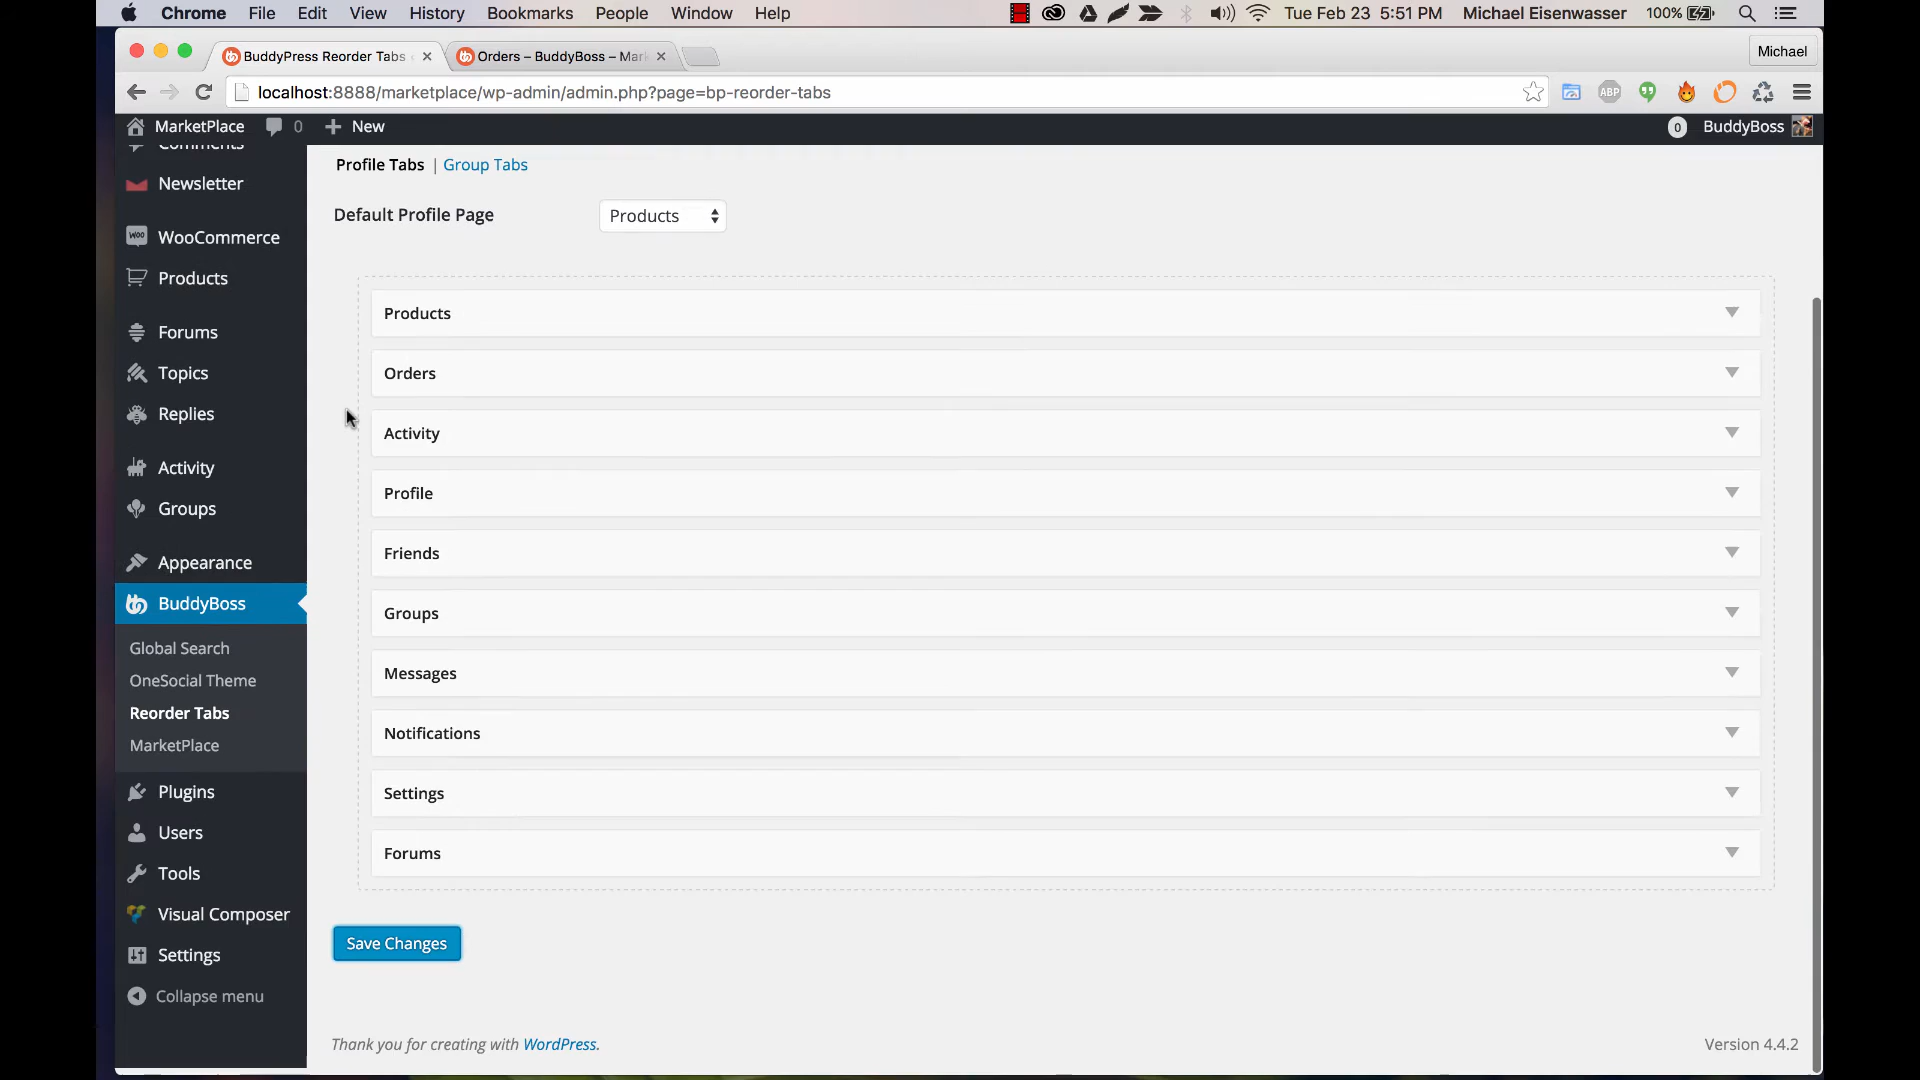 Chrome File Edit View History Bookmarks People Window Help Tue Feb 23 5:51 PM Michael Eisenwasser 100%
BuddyPress Reorder Tabs Orders – BuddyBoss – Mar Michael
localhost:8888/marketplace/wp-admin/admin.php?page=bp-reorder-tabs ABP
MarketPlace 0 New 0 BuddyBoss
Comments
Newsletter
WOO WooCommerce
Products
Forums
Topics
Replies
Activity
Groups
Appearance
BuddyBoss
Global Search
OneSocial Theme
Reorder Tabs
MarketPlace
Plugins
Users
Tools
Visual Composer
Settings
Collapse menu
Profile Tabs | Group Tabs
Default Profile Page Products
Products
Orders
Activity
Profile
Friends
Groups
Messages
Notifications
Settings
Forums
Save Changes
Thank you for creating with WordPress. Version 4.4.2